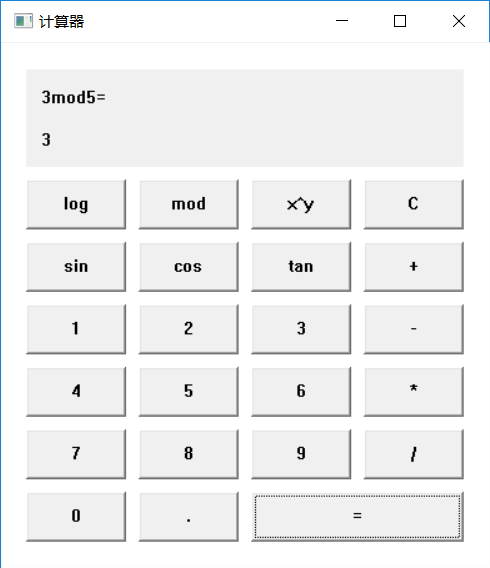 计算器
3mod5=
3
log mod x^y C
sin cos tan +
1 2 3 -
4 5 6 *
7 8 9 /
0 . =